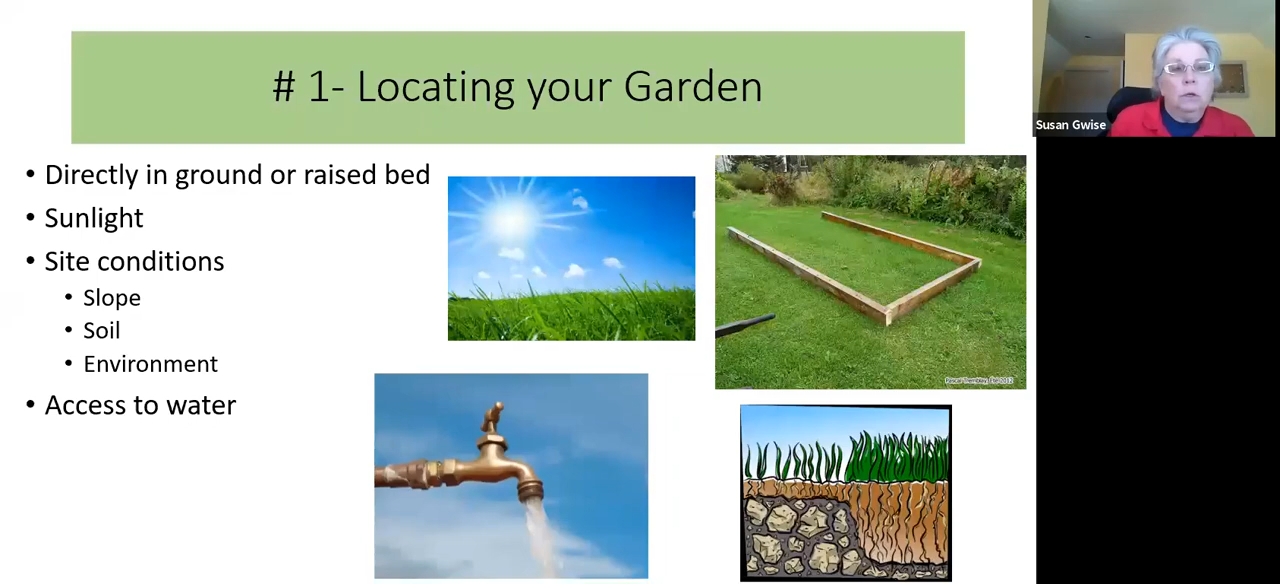 # 1- Locating your Garden
Susan Gwise
• Directly in ground or raised bed
• Sunlight
• Site conditions
• Slope
• Soil
• Environment
• Access to water